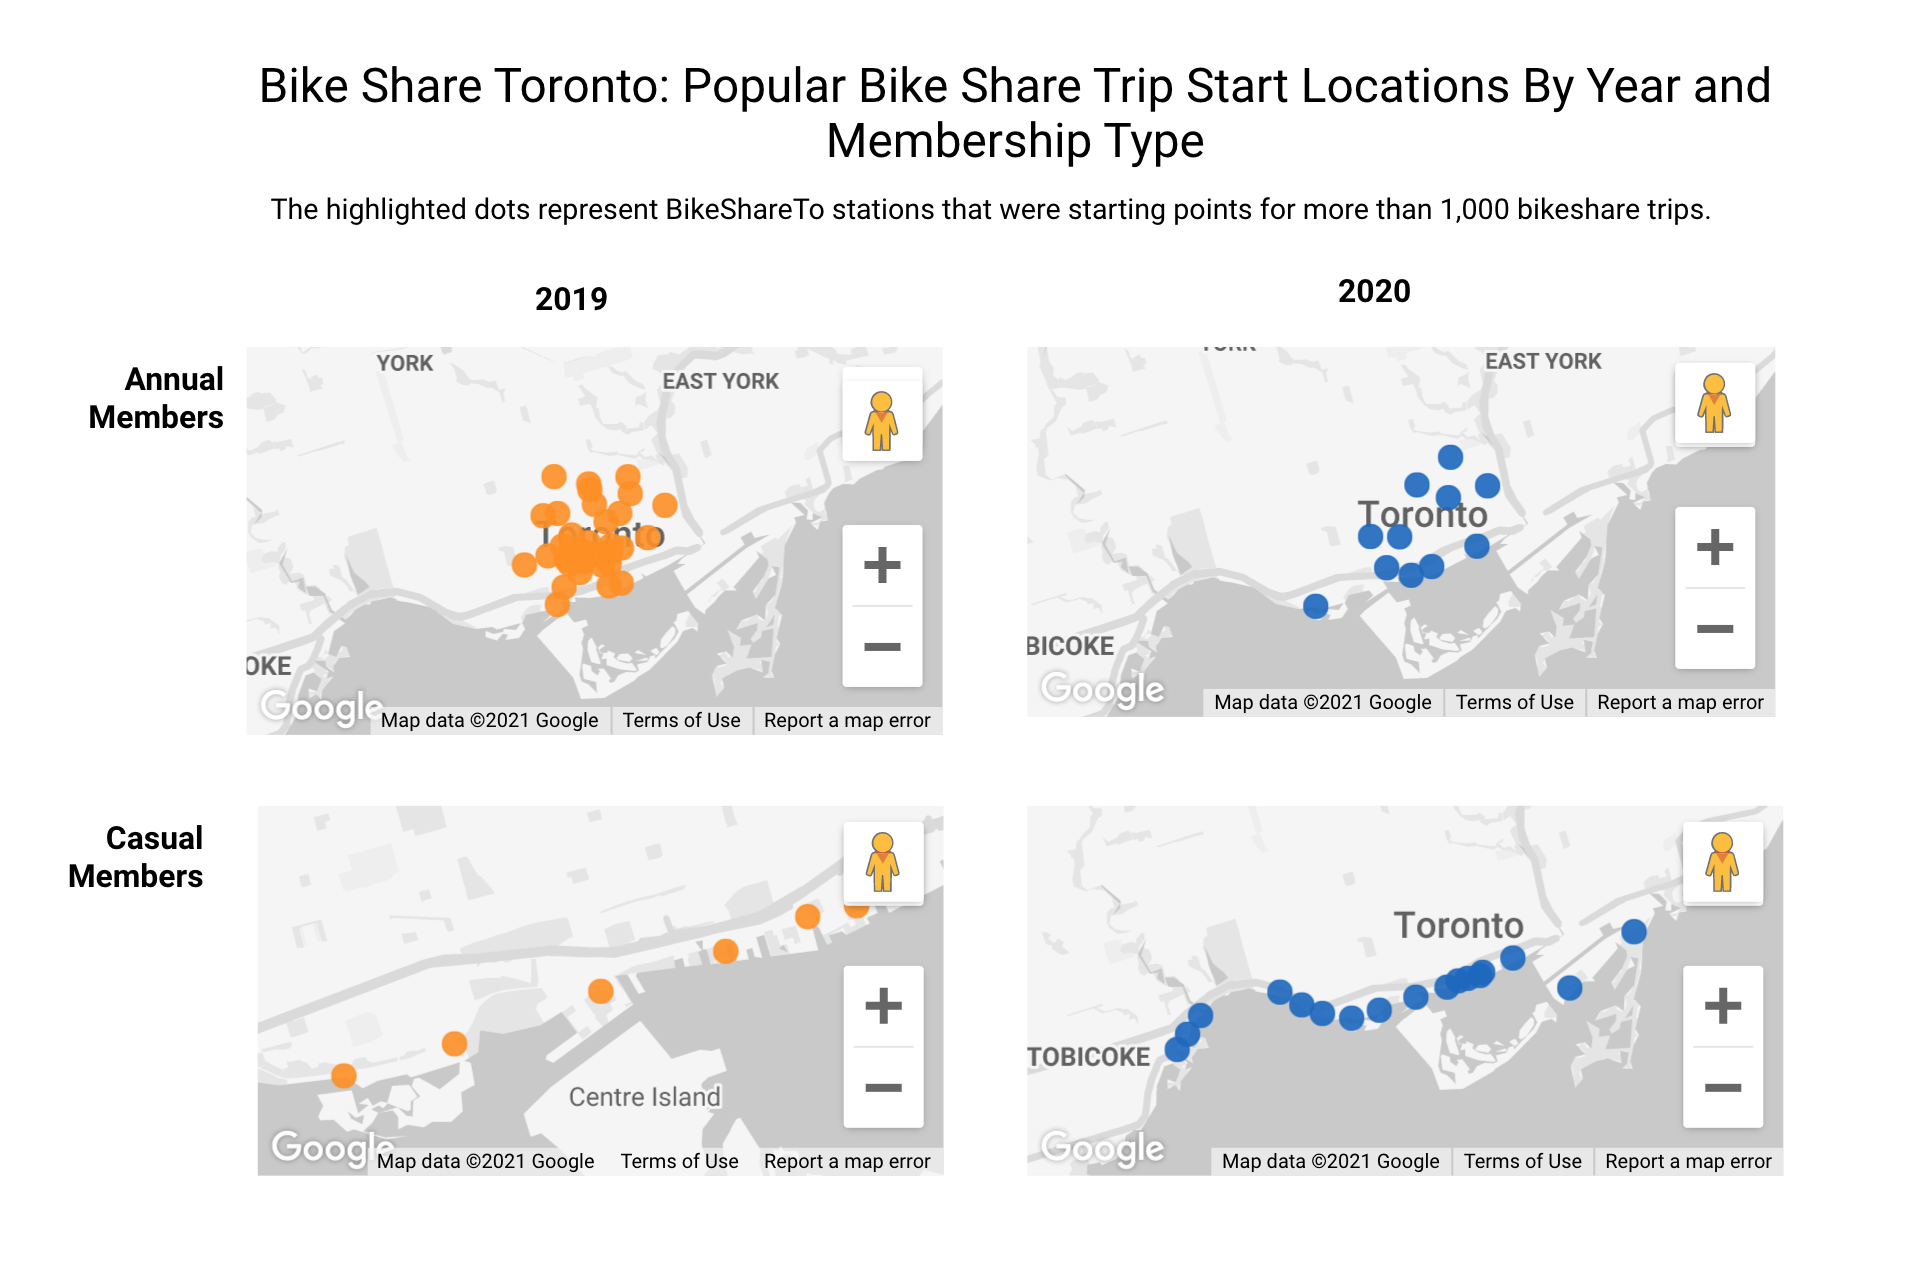 Bike Share Toronto: Popular Bike Share Trip Start Locations By Year and
Membership Type
The highlighted dots represent BikeShareTo stations that were starting points for more than 1,000 bikeshare trips.
2019
2020
Annual
Members
YORK
EAST YORK
Toronto
OKE
Google
Map data ©2021 Google
Terms of Use
Report a map error
YORK
EAST YORK
Toronto
BICOKE
Google
Map data ©2021 Google
Terms of Use
Report a map error
Casual
Members
Centre Island
Google
Map data ©2021 Google
Terms of Use
Report a map error
Toronto
TOBICOKE
Google
Map data ©2021 Google
Terms of Use
Report a map error